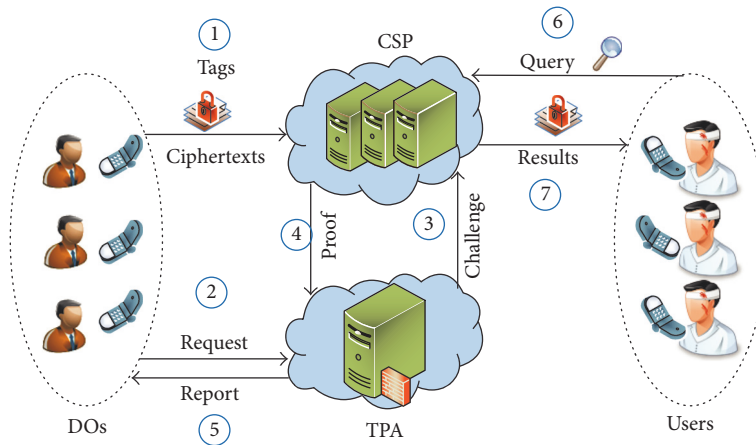 1
6
CSP
Tags
Query
Ciphertexts
Results
7
4
3
Proof
Challenge
2
Request
Report
5
DOs
TPA
Users